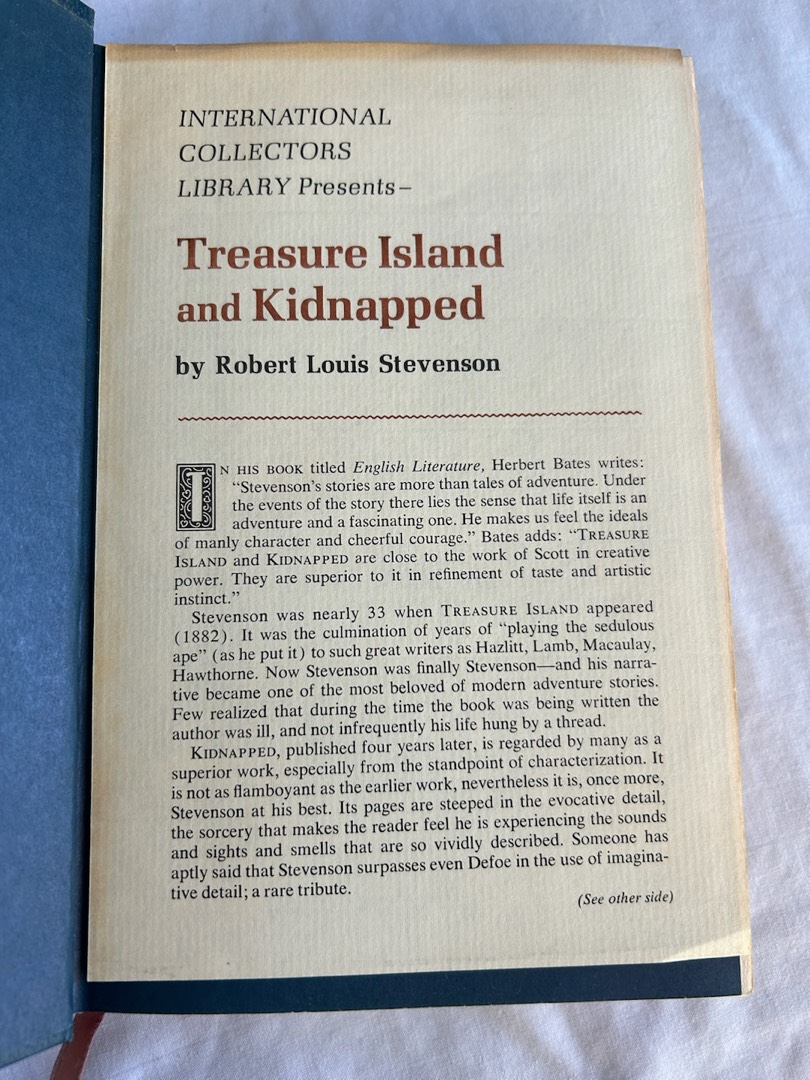 INTERNATIONAL
COLLECTORS
LIBRARY Presents–
Treasure Island
and Kidnapped
by Robert Louis Stevenson
IN HIS BOOK titled English Literature, Herbert Bates writes:
“Stevenson’s stories are more than tales of adventure. Under
the events of the story there lies the sense that life itself is an
adventure and a fascinating one. He makes us feel the ideals
of manly character and cheerful courage.” Bates adds: “TREASURE
ISLAND and KIDNAPPED are close to the work of Scott in creative
power. They are superior to it in refinement of taste and artistic
instinct.”
Stevenson was nearly 33 when TREASURE ISLAND appeared
(1882). It was the culmination of years of “playing the sedulous
ape” (as he put it) to such great writers as Hazlitt, Lamb, Macaulay,
Hawthorne. Now Stevenson was finally Stevenson—and his narra-
tive became one of the most beloved of modern adventure stories.
Few realized that during the time the book was being written the
author was ill, and not infrequently his life hung by a thread.
KIDNAPPED, published four years later, is regarded by many as a
superior work, especially from the standpoint of characterization. It
is not as flamboyant as the earlier work, nevertheless it is, once more,
Stevenson at his best. Its pages are steeped in the evocative detail,
the sorcery that makes the reader feel he is experiencing the sounds
and sights and smells that are so vividly described. Someone has
aptly said that Stevenson surpasses even Defoe in the use of imagina-
tive detail; a rare tribute.
(See other side)